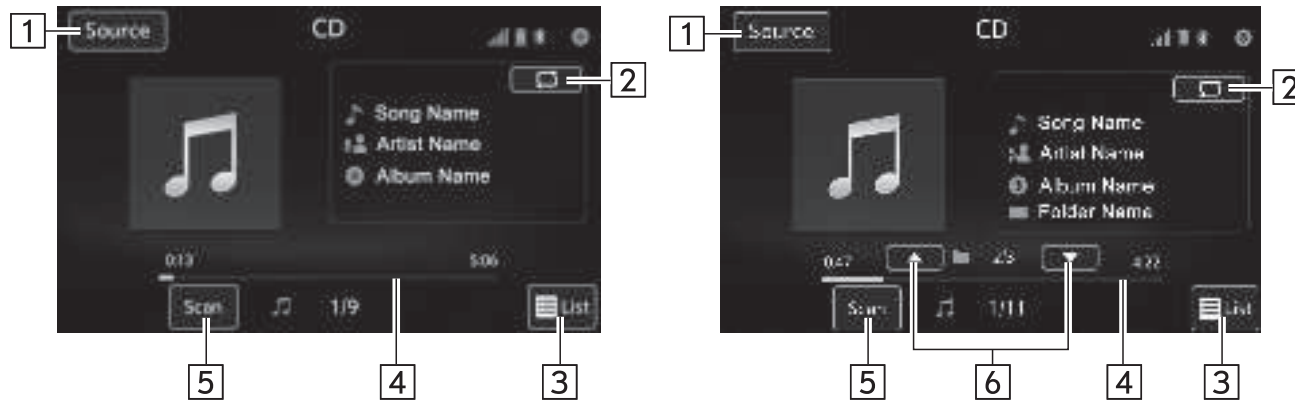 1 Source CD
2
Song Name
Artist Name
Album Name
0:13 5:06
Scan 1/9 List
5 4 3
1 Source CD
2
Song Name
Artist Name
Album Name
Folder Name
0:47 2/3 4:22
Scan 1/11 List
5 6 4 3